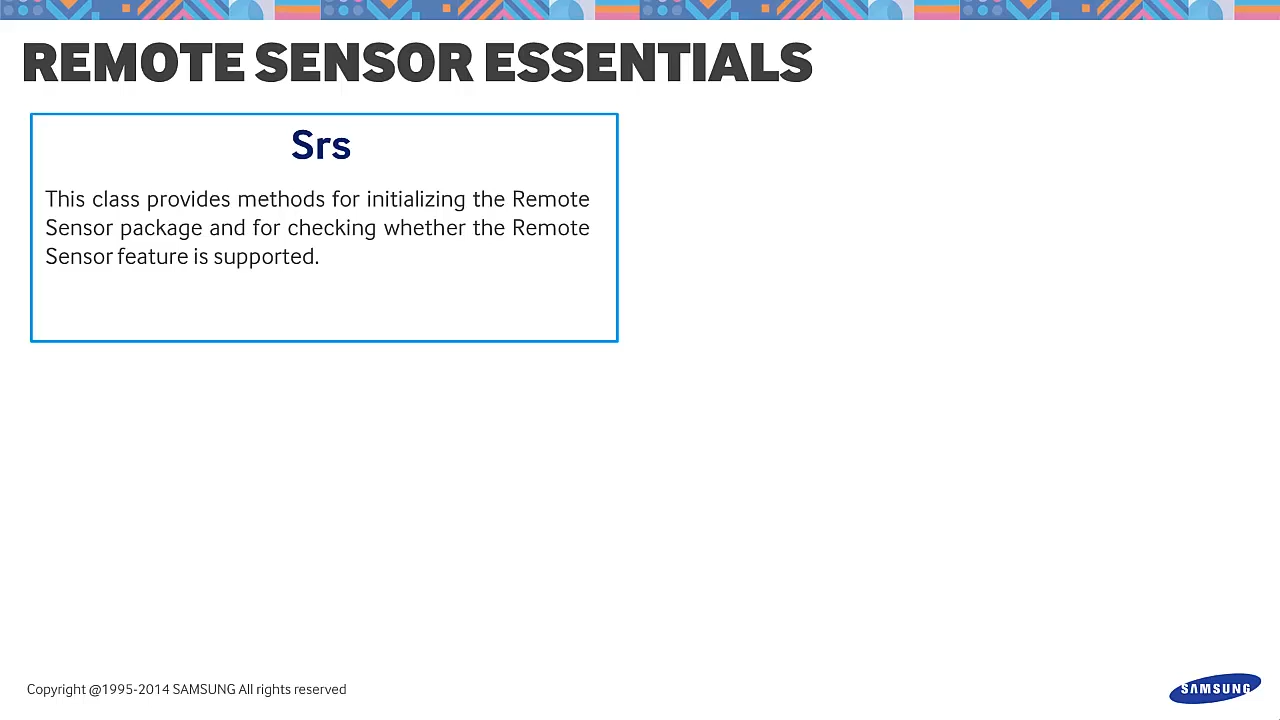 REMOTE SENSOR ESSENTIALS
Srs
This class provides methods for initializing the Remote
Sensor package and for checking whether the Remote
Sensor feature is supported.
Copyright @1995-2014 SAMSUNG All rights reserved
SAMSUNG